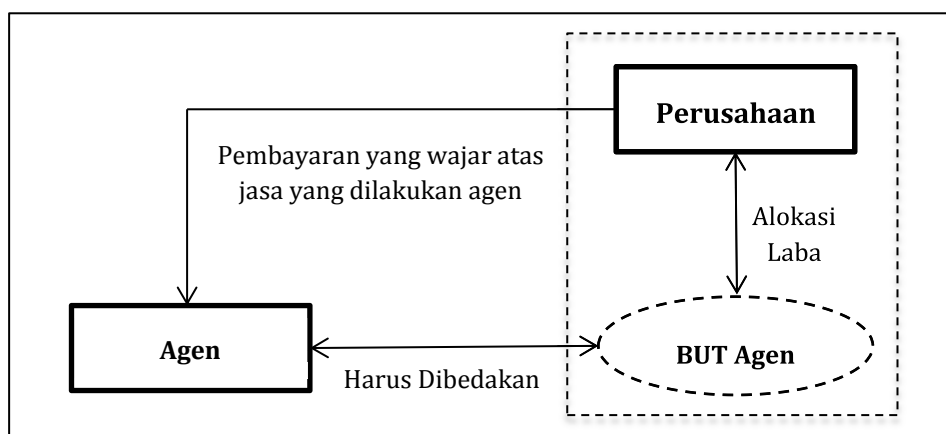 Perusahaan
Pembayaran yang wajar atas
jasa yang dilakukan agen
Alokasi
Laba
Agen
BUT Agen
Harus Dibedakan